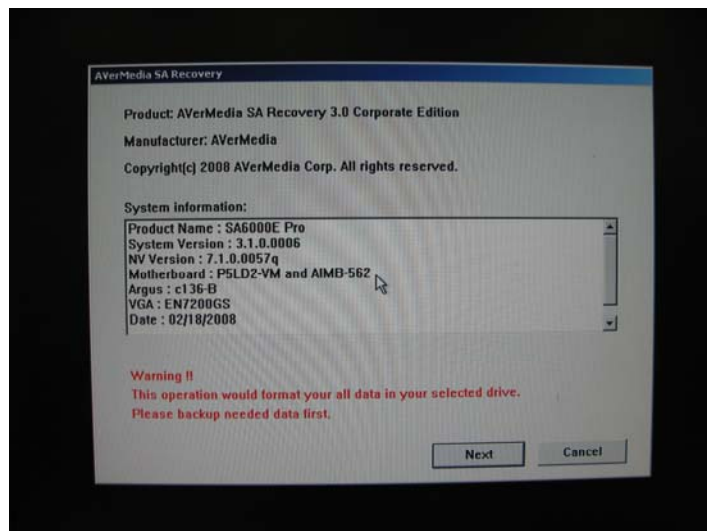 AVerMedia SA Recovery
Product: AVerMedia SA Recovery 3.0 Corporate Edition
Manufacturer: AVerMedia
Copyright(c) 2008 AVerMedia Corp. All rights reserved.
System information:
Product Name : SA6000E Pro
System Version : 3.1.0.0006
NV Version : 7.1.0.0057q
Motherboard : P5LD2-VM and AIMB-562
Argus : c136-B
VGA : EN7200GS
Date : 02/18/2008
Warning !!
This operation would format your all data in your selected drive.
Please backup needed data first.
Next Cancel